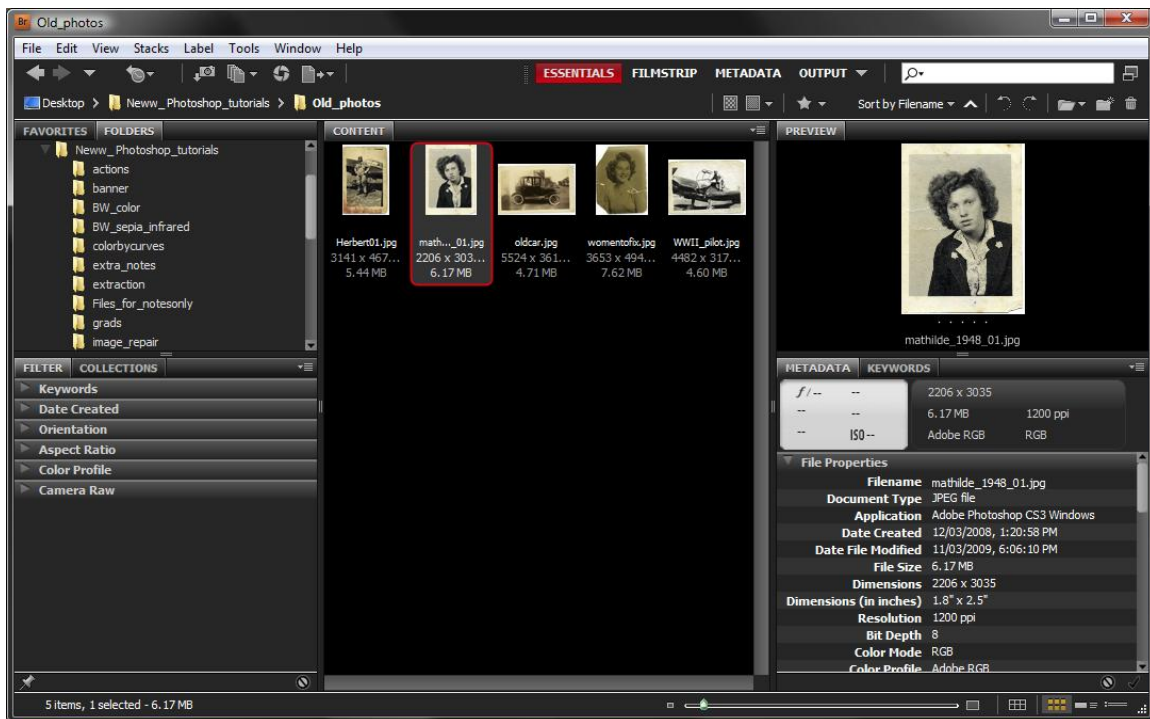 Br Old_photos
File Edit View Stacks Label Tools Window Help
ESSENTIALS FILMSTRIP METADATA OUTPUT
Desktop > Neww_Photoshop_tutorials > Old_photos
Sort by Filename
FAVORITES FOLDERS
Neww_Photoshop_tutorials
actions
banner
BW_color
BW_sepia_infrared
colorbycurves
extra_notes
extraction
Files_for_notesonly
grads
image_repair
FILTER COLLECTIONS
Keywords
Date Created
Orientation
Aspect Ratio
Color Profile
Camera Raw
CONTENT
Herbert01.jpg
3141 x 467...
5.44 MB
math..._01.jpg
2206 x 303...
6.17 MB
oldcar.jpg
5524 x 361...
4.71 MB
womentofix.jpg
3653 x 494...
7.62 MB
WWII_pilot.jpg
4482 x 317...
4.60 MB
PREVIEW
mathilde_1948_01.jpg
METADATA KEYWORDS
f/-- -- 2206 x 3035
-- -- 6.17 MB 1200 ppi
-- ISO -- Adobe RGB RGB
File Properties
Filename mathilde_1948_01.jpg
Document Type JPEG file
Application Adobe Photoshop CS3 Windows
Date Created 12/03/2008, 1:20:58 PM
Date File Modified 11/03/2009, 6:06:10 PM
File Size 6.17 MB
Dimensions 2206 x 3035
Dimensions (in inches) 1.8" x 2.5"
Resolution 1200 ppi
Bit Depth 8
Color Mode RGB
Color Profile Adobe RGB
5 items, 1 selected - 6.17 MB